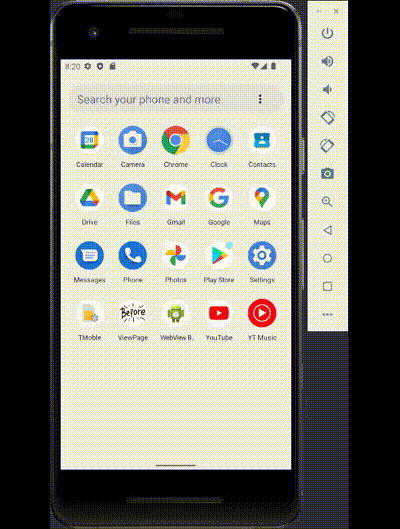 8:20
Search your phone and more
28
Calendar Camera Chrome Clock Contacts
Drive Files Gmail Google Maps
Messages Phone Photos Play Store Settings
Before
TMoble ViewPage WebView B.. YouTube YT Music